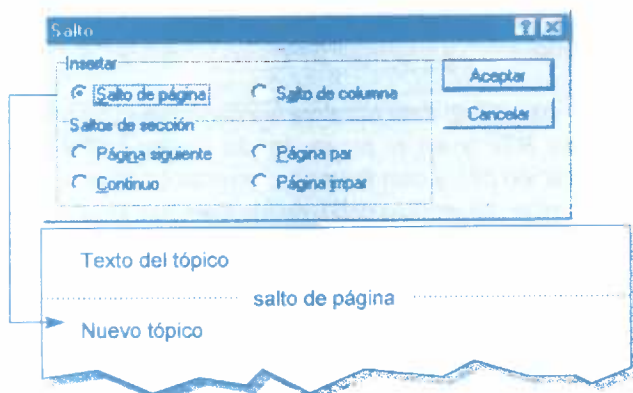 Salto
Insertar
Salto de página Salto de columna
Aceptar
Cancelar
Saltos de sección
Página siguiente Página par
Continuo Página impar
Texto del tópico
salto de página
Nuevo tópico